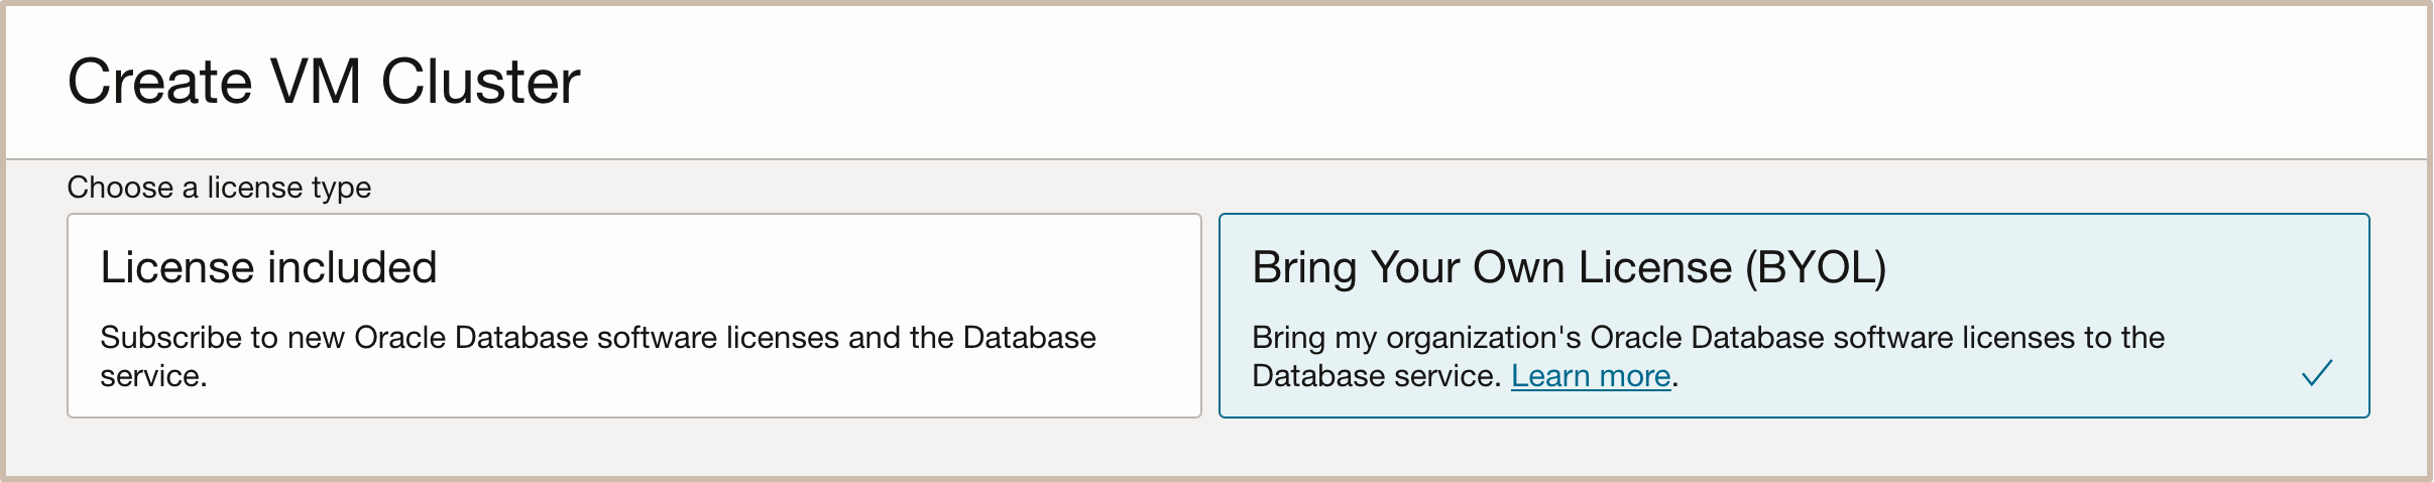 Create VM Cluster
Choose a license type
License included
Subscribe to new Oracle Database software licenses and the Database
service.
Bring Your Own License (BYOL)
Bring my organization's Oracle Database software licenses to the
Database service. Learn more.